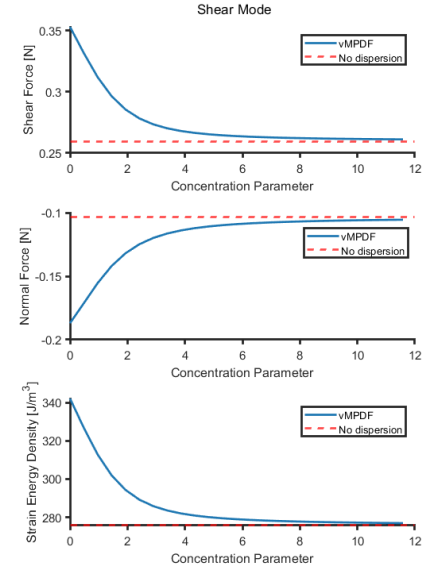 Shear Mode
Shear Force [N]
0.35
0.3
0.25
vMPDF
No dispersion
0 2 4 6 8 10 12
Concentration Parameter
Normal Force [N]
-0.1
-0.15
-0.2
vMPDF
No dispersion
0 2 4 6 8 10 12
Concentration Parameter
Strain Energy Density [J/m³]
340
320
300
280
vMPDF
No dispersion
0 2 4 6 8 10 12
Concentration Parameter